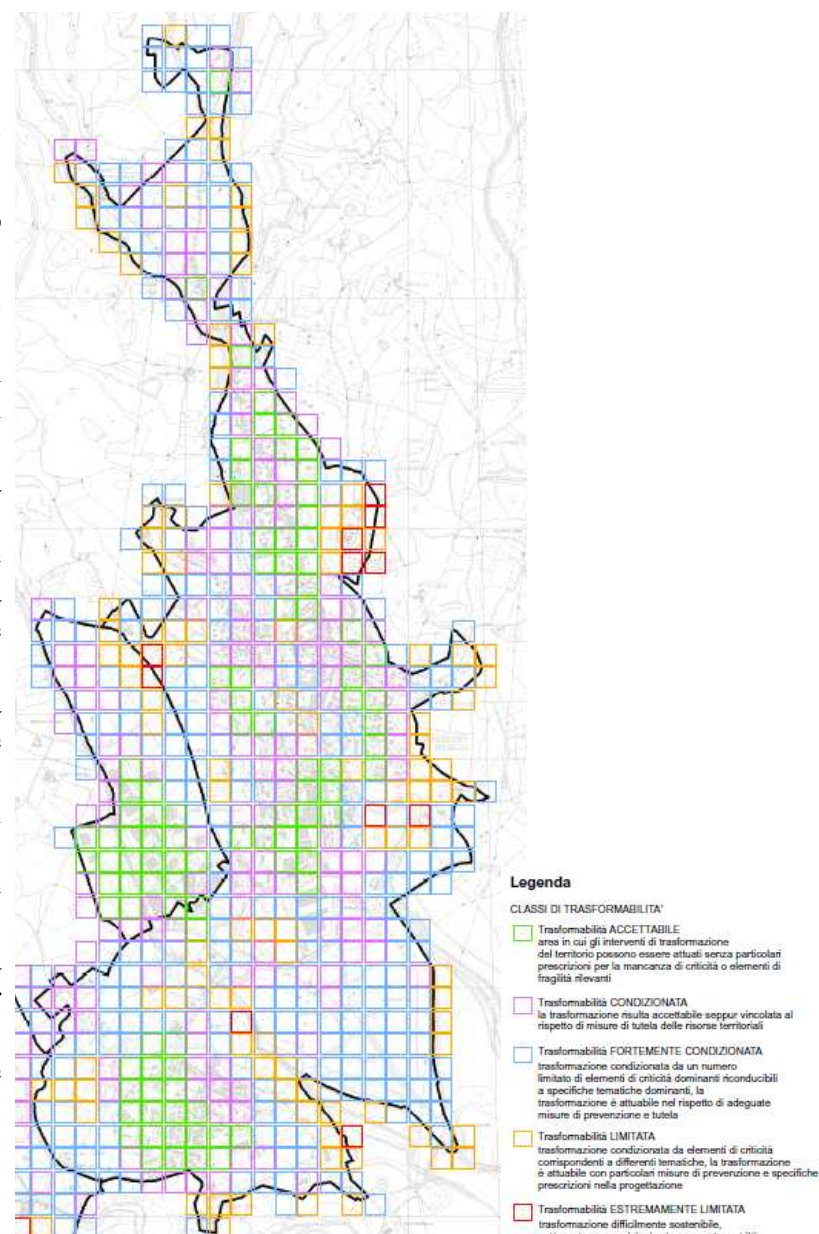 Legenda
CLASSI DI TRASFORMABILITA'
Trasformabilità ACCETTABILE
area in cui gli interventi di trasformazione
del territorio possono essere attuati senza particolari
prescrizioni per la mancanza di criticità o elementi di
fragilità rilevanti
Trasformabilità CONDIZIONATA
la trasformazione risulta accettabile seppur vincolata al
rispetto di misure di tutela delle risorse territoriali
Trasformabilità FORTEMENTE CONDIZIONATA
trasformazione condizionata da un numero
limitato di elementi di criticità dominanti riconducibili
a specifiche tematiche dominanti, la
trasformazione è attuabile nel rispetto di adeguate
misure di prevenzione e tutela
Trasformabilità LIMITATA
trasformazione condizionata da elementi di criticità
corrispondenti a differenti tematiche, la trasformazione
è attuabile con particolari misure di prevenzione e specifiche
prescrizioni nella progettazione
Trasformabilità ESTREMAMENTE LIMITATA
trasformazione difficilmente sostenibile,